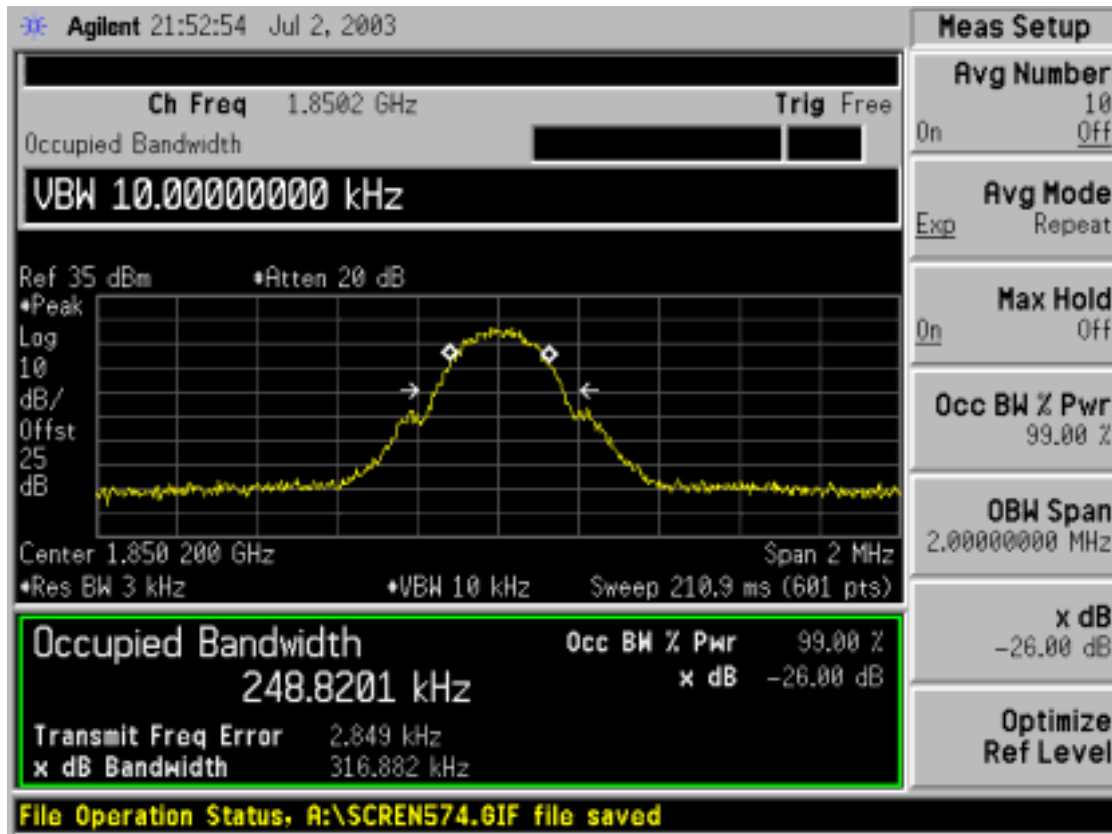 Agilent 21:52:54 Jul 2, 2003
Meas Setup
Ch Freq 1.8502 GHz
Trig Free
Occupied Bandwidth
VBW 10.00000000 kHz
Ref 35 dBm
*Atten 20 dB
*Peak
Log
10
dB/
Offst
25
dB
Center 1.850 200 GHz
Span 2 MHz
*Res BW 3 kHz
*VBW 10 kHz
Sweep 210.9 ms (601 pts)
Occupied Bandwidth
248.8201 kHz
Occ BW % Pwr 99.00 %
x dB -26.00 dB
Transmit Freq Error 2.849 kHz
x dB Bandwidth 316.882 kHz
File Operation Status, A:\SCREN574.GIF file saved
Avg Number
10
On Off
Avg Mode
Exp Repeat
Max Hold
On Off
Occ BW % Pwr
99.00 %
OBW Span
2.00000000 MHz
x dB
-26.00 dB
Optimize
Ref Level